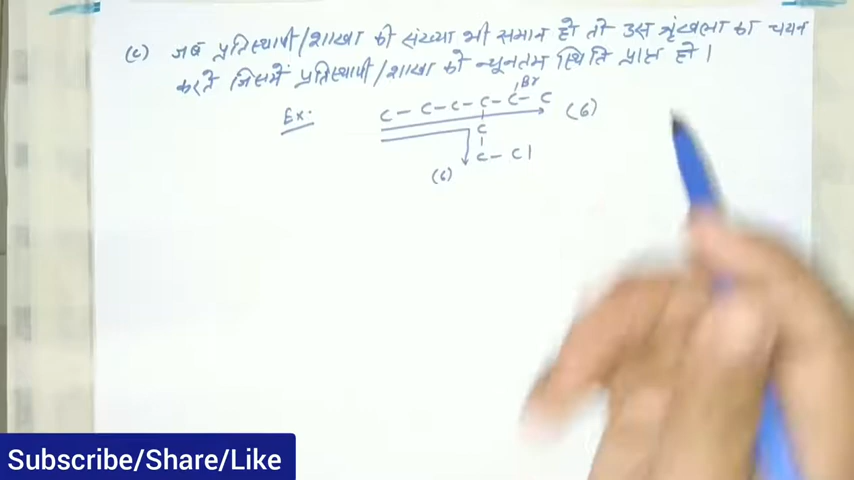 (c) जब प्रतिस्थापी/शाखा की संख्या भी समान हो तो उस शृंखला का चयन
करते जिसमें प्रतिस्थापी/शाखा को न्यूनतम स्थिति प्राप्त हो।
Br
Ex. C - C - C - C - C - C (6)
C
C - Cl
(6)
Subscribe/Share/Like